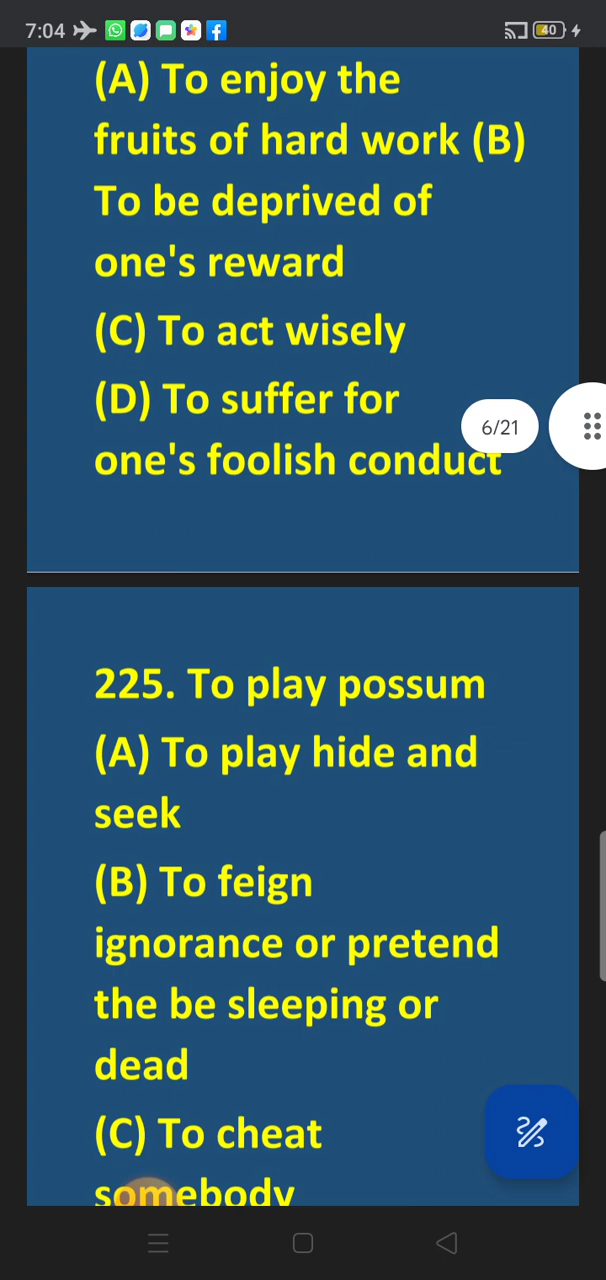 7:04
40
(A) To enjoy the
fruits of hard work (B)
To be deprived of
one's reward
(C) To act wisely
(D) To suffer for
6/21
one's foolish conduct
225. To play possum
(A) To play hide and
seek
(B) To feign
ignorance or pretend
the be sleeping or
dead
(C) To cheat
somebody